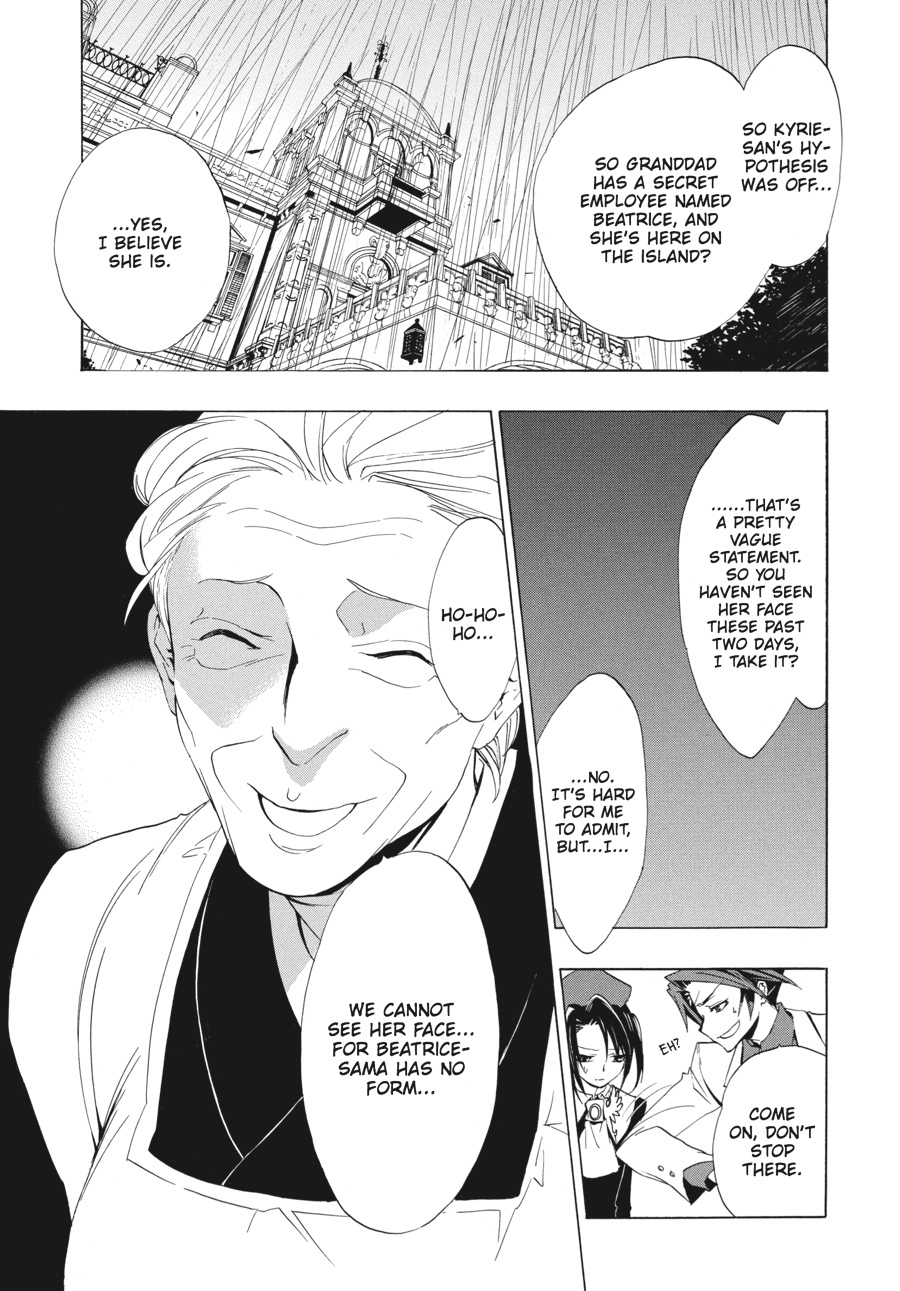 SO KYRIE-
SAN'S HY-
POTHESIS
WAS OFF...
SO GRANDDAD
HAS A SECRET
EMPLOYEE NAMED
BEATRICE, AND
SHE'S HERE ON
THE ISLAND?
...YES,
I BELIEVE
SHE IS.
......THAT'S
A PRETTY
VAGUE
STATEMENT.
SO YOU
HAVEN'T SEEN
HER FACE
THESE PAST
TWO DAYS,
I TAKE IT?
...NO.
IT'S HARD
FOR ME
TO ADMIT,
BUT...I...
EH?
COME
ON, DON'T
STOP
THERE.
HO-HO-
HO...
WE CANNOT
SEE HER FACE...
FOR BEATRICE-
SAMA HAS NO
FORM...